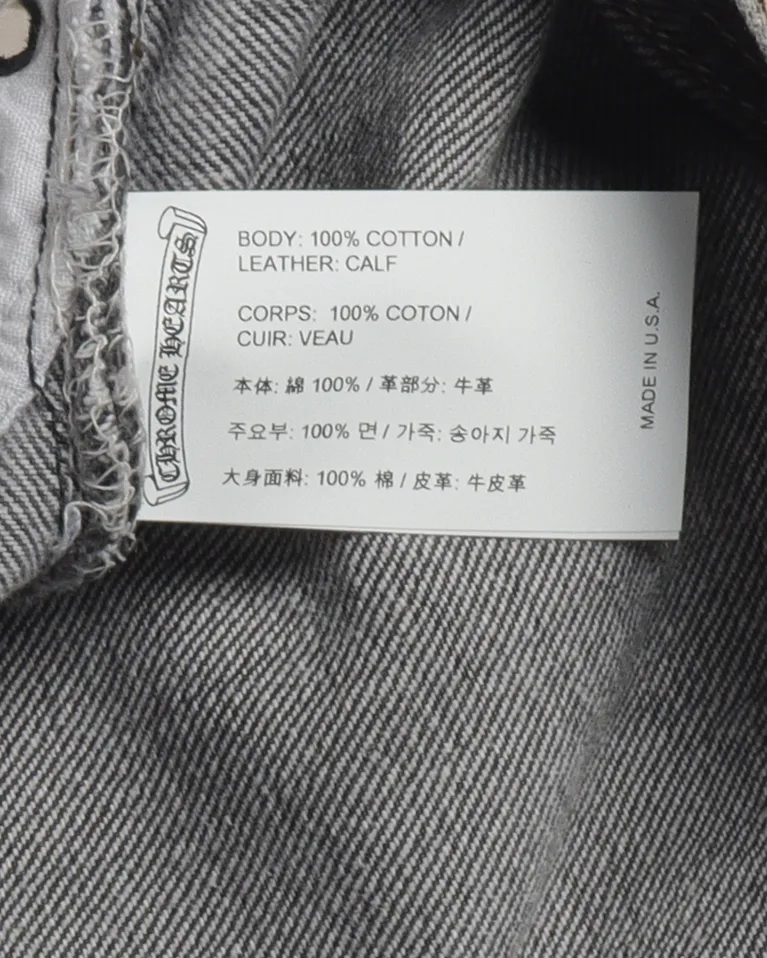 CHROME HEARTS
BODY: 100% COTTON /
LEATHER: CALF
CORPS: 100% COTON /
CUIR: VEAU
本体: 綿 100% / 革部分: 牛革
주요부: 100% 면 / 가죽: 송아지 가죽
大身面料: 100% 棉 / 皮革: 牛皮革
MADE IN U.S.A.